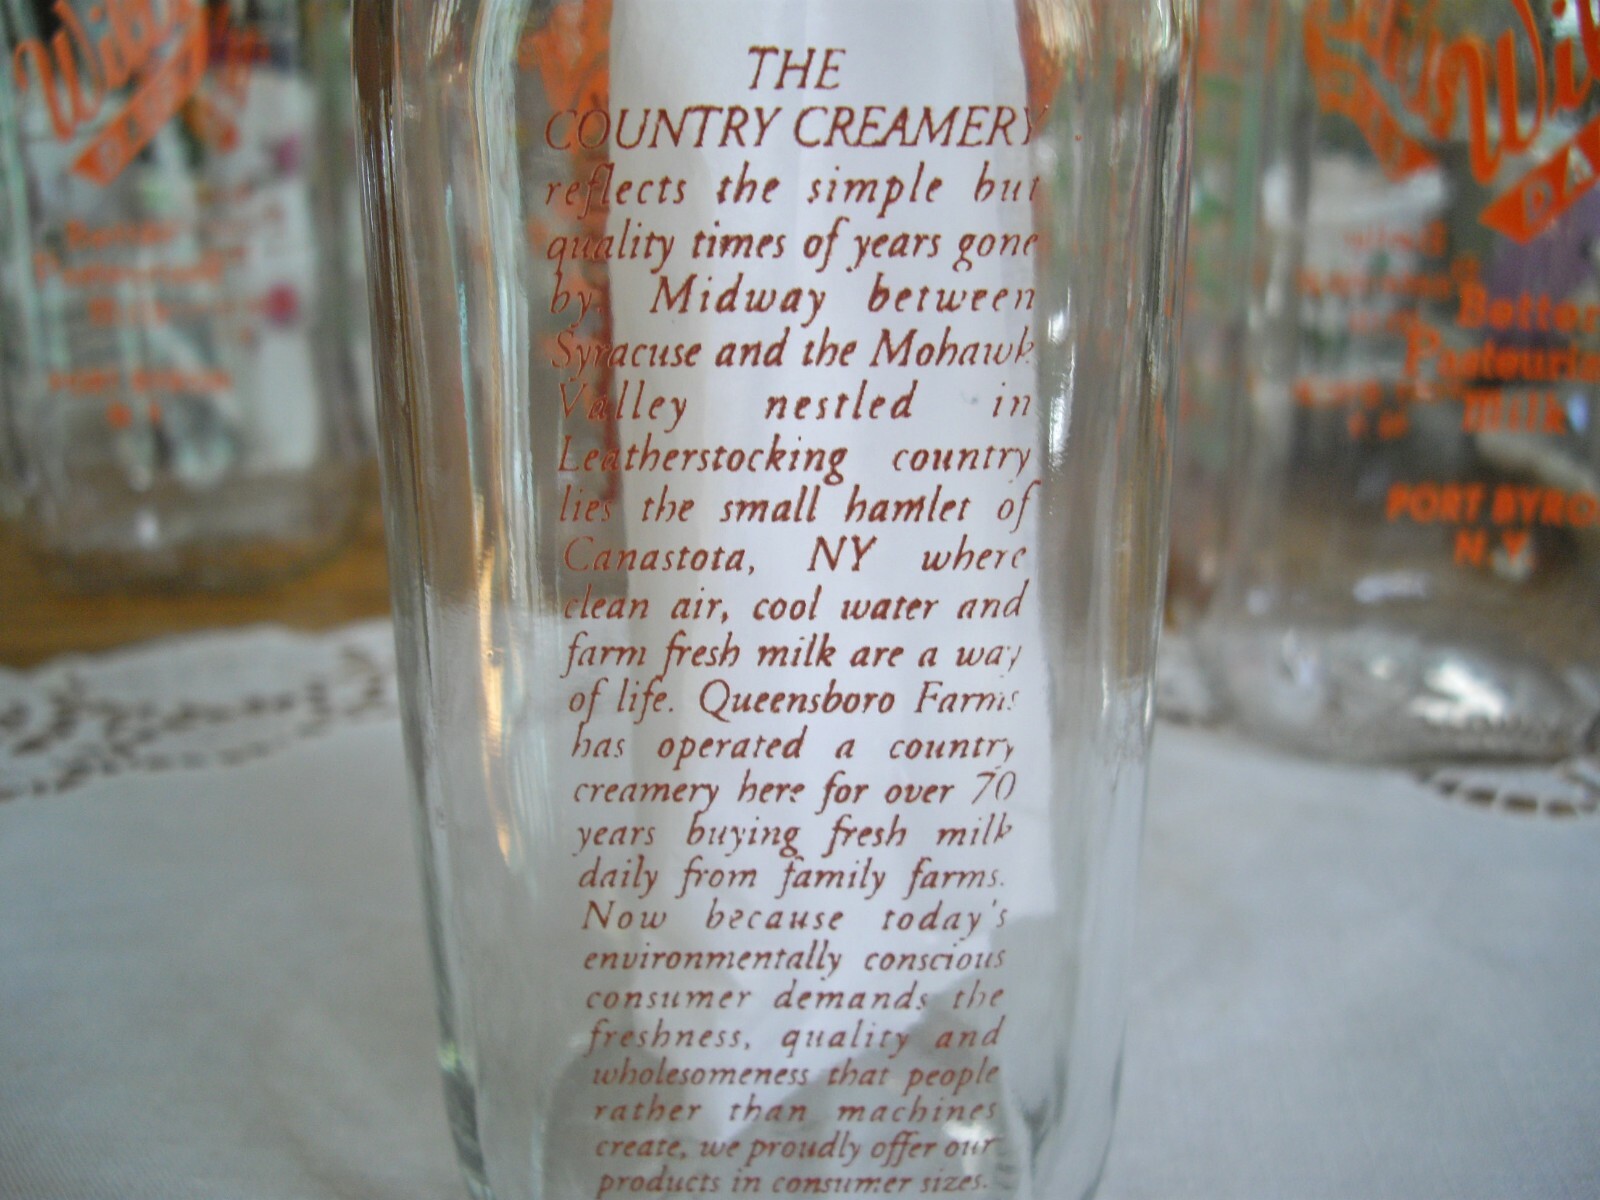 THE
COUNTRY CREAMERY
reflects the simple but
quality times of years gone
by. Midway between
Syracuse and the Mohawk
Valley nestled in
Leatherstocking country
lies the small hamlet of
Canastota, NY where
clean air, cool water and
farm fresh milk are a way
of life. Queensboro Farms
has operated a country
creamery here for over 70
years buying fresh milk
daily from family farms.
Now because today's
environmentally conscious
consumer demands the
freshness, quality and
wholesomeness that people
rather than machines
create, we proudly offer our
products in consumer sizes.
Better
Milk
PORT BYRO
N.Y.